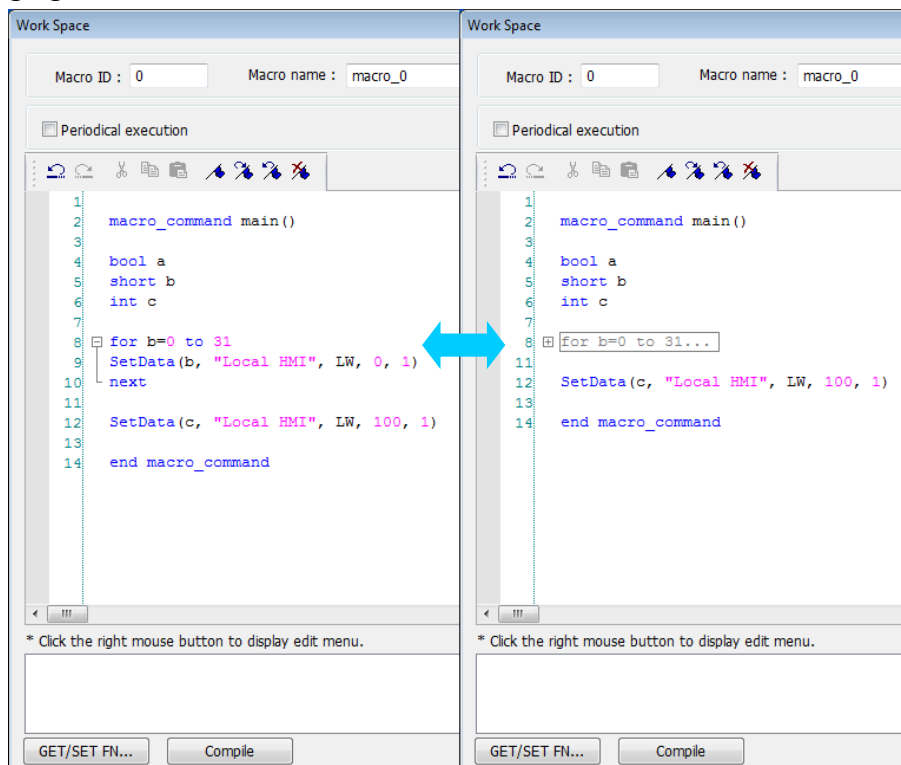 Work Space
Macro ID : 0 Macro name : macro_0
Periodical execution
1
2 macro_command main()
3
4 bool a
5 short b
6 int c
7
8 for b=0 to 31
9 SetData(b, "Local HMI", LW, 0, 1)
10 next
11
12 SetData(c, "Local HMI", LW, 100, 1)
13
14 end macro_command
* Click the right mouse button to display edit menu.
GET/SET FN... Compile
Work Space
Macro ID : 0 Macro name : macro_0
Periodical execution
1
2 macro_command main()
3
4 bool a
5 short b
6 int c
7
8 for b=0 to 31...
11
12 SetData(c, "Local HMI", LW, 100, 1)
13
14 end macro_command
* Click the right mouse button to display edit menu.
GET/SET FN... Compile